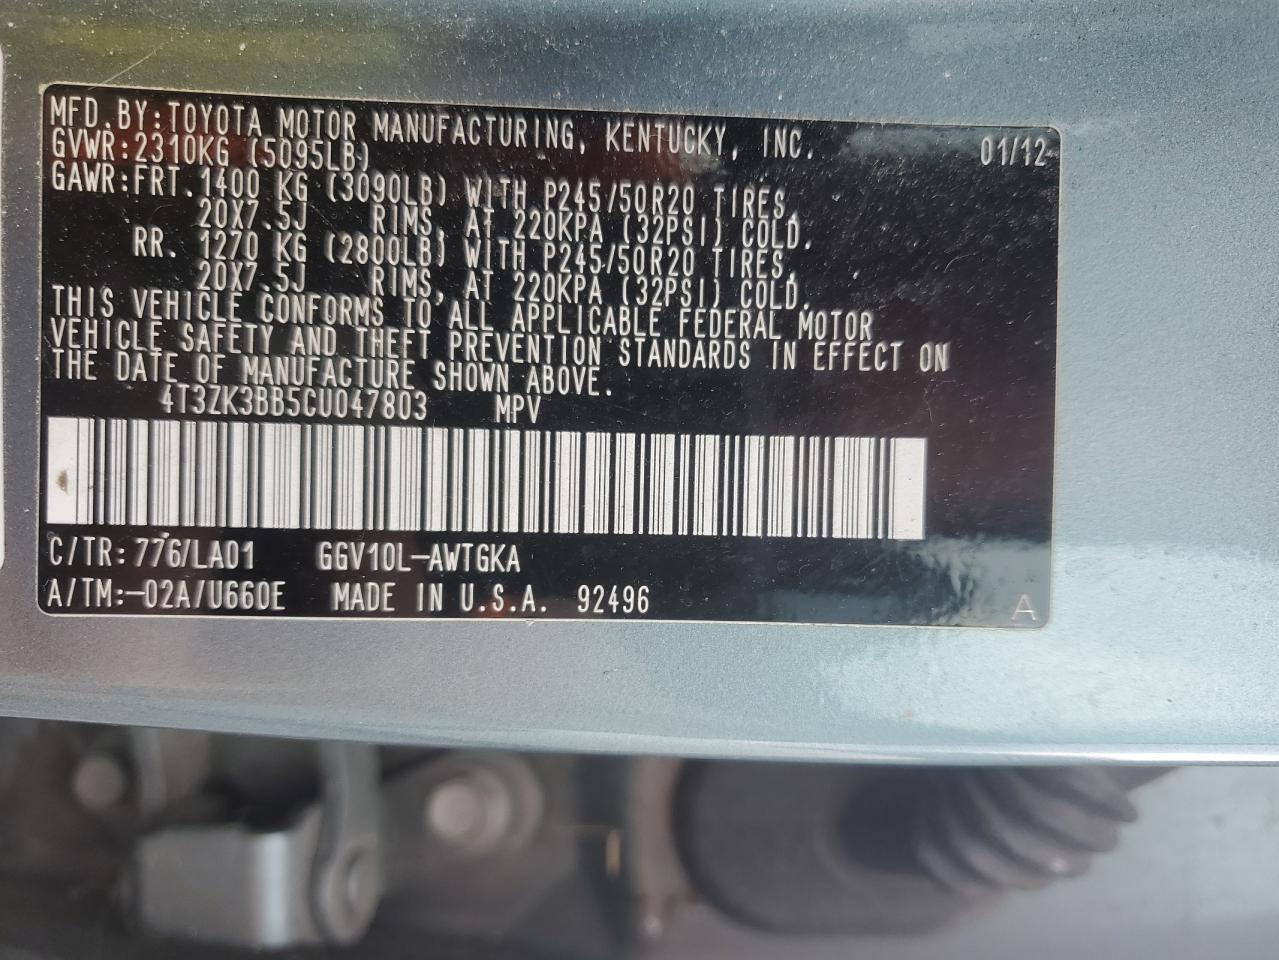 MFD.BY:TOYOTA MOTOR MANUFACTURING, KENTUCKY, INC. 01/12
GVWR:2310KG (5095LB)
GAWR:FRT.1400 KG (3090LB) WITH P245/50R20 TIRES,
20X7.5J RIMS, AT 220KPA (32PSI) COLD.
RR. 1270 KG (2800LB) WITH P245/50R20 TIRES,
20X7.5J RIMS, AT 220KPA (32PSI) COLD.
THIS VEHICLE CONFORMS TO ALL APPLICABLE FEDERAL MOTOR
VEHICLE SAFETY AND THEFT PREVENTION STANDARDS IN EFFECT ON
THE DATE OF MANUFACTURE SHOWN ABOVE.
4T3ZK3BB5CU047803 MPV
C/TR:776/LA01 GGV10L-AWTGKA
A/TM:-02A/U660E MADE IN U.S.A. 92496
A